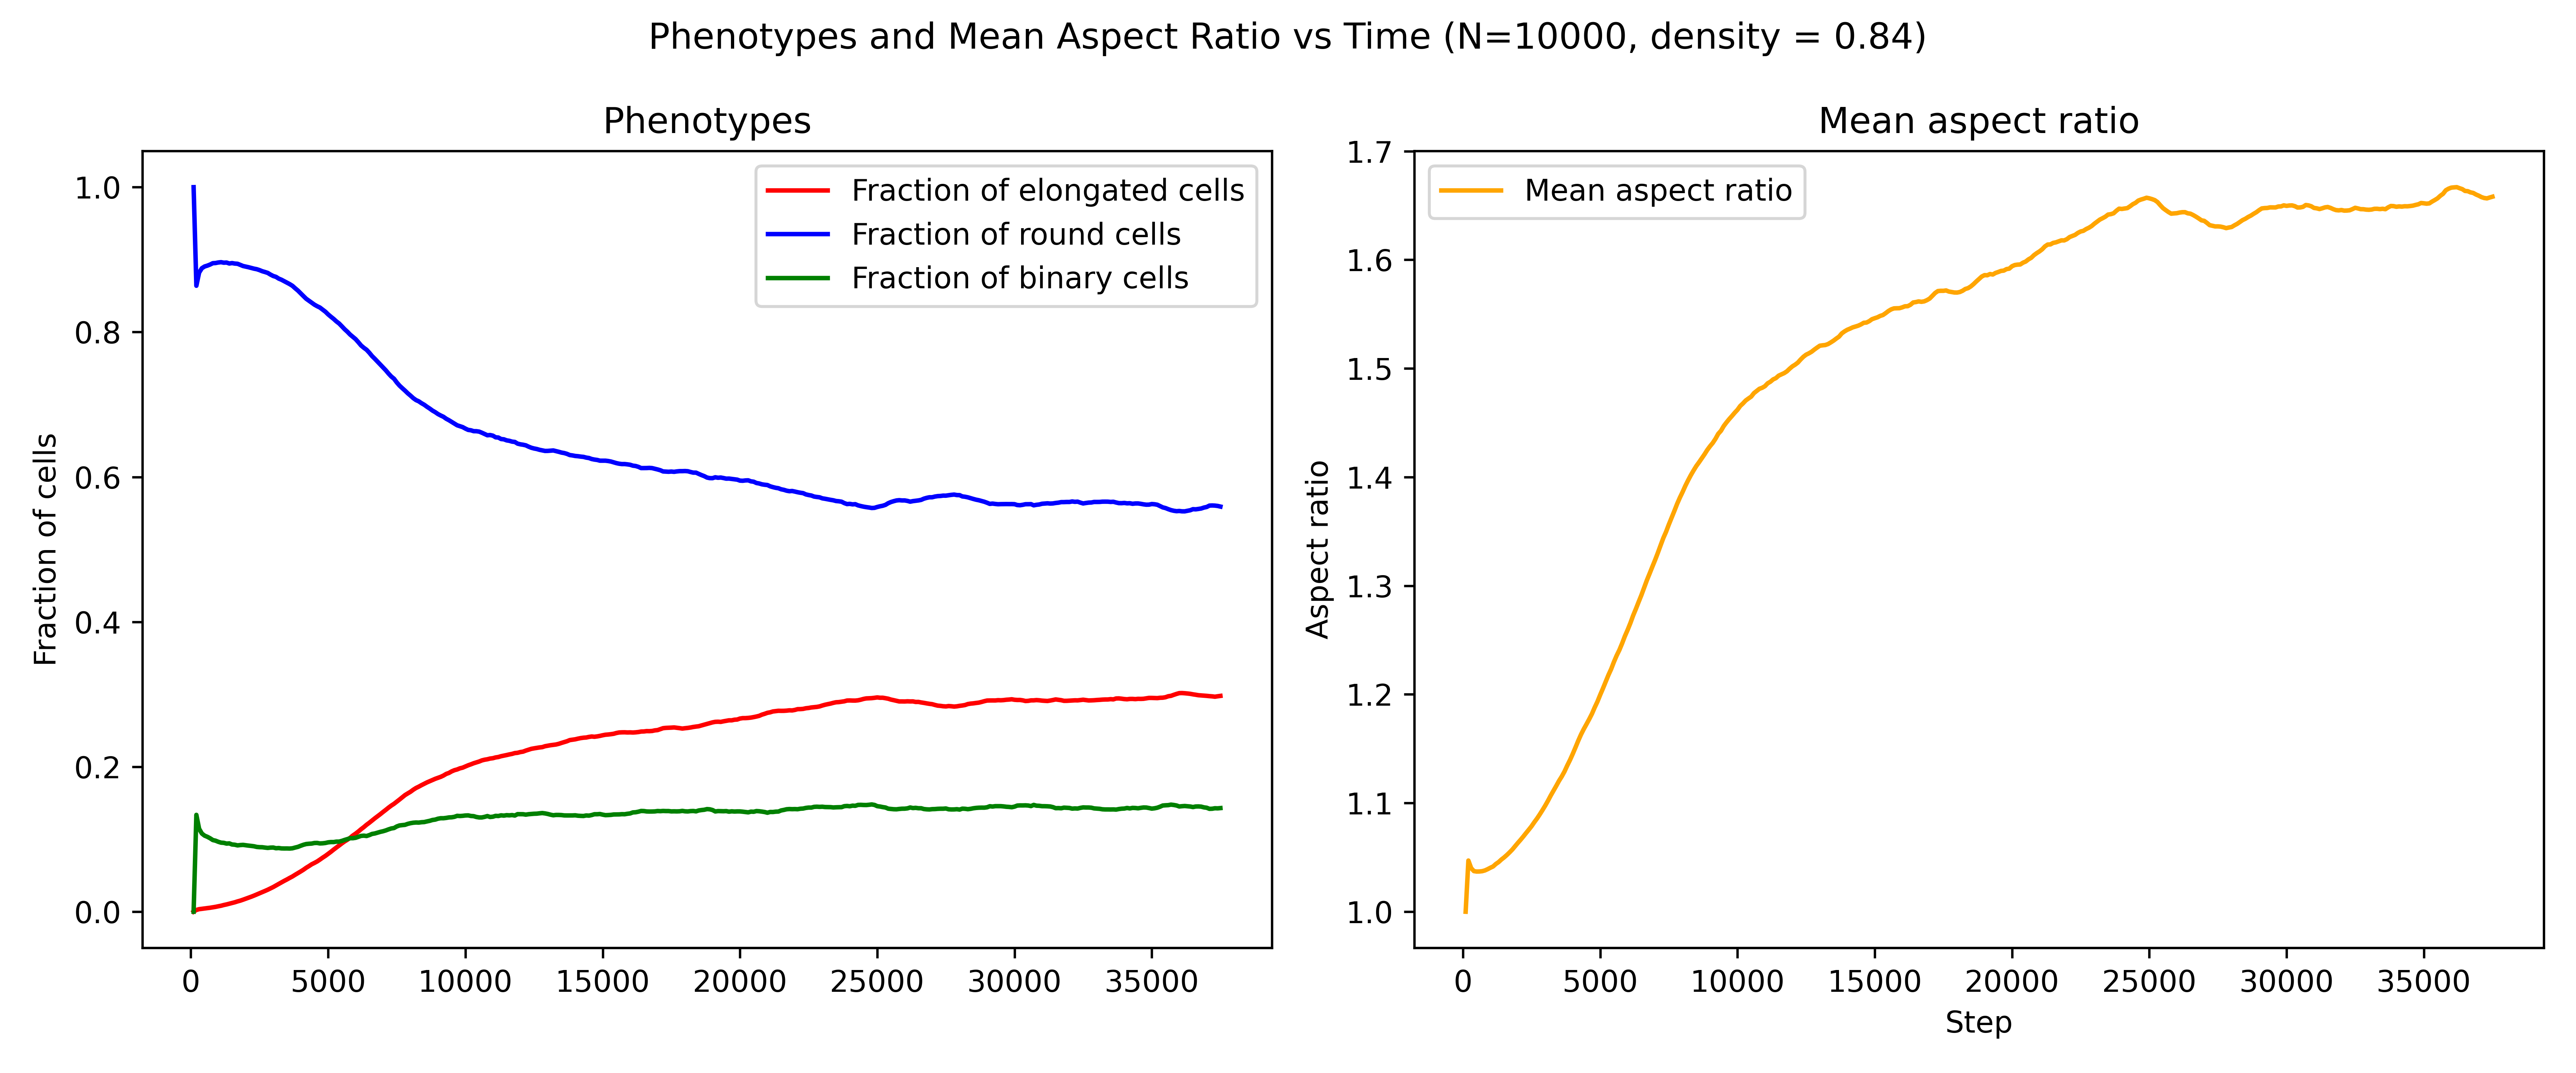 Phenotypes and Mean Aspect Ratio vs Time (N=10000, density = 0.84)
Phenotypes
Fraction of cells
1.0
0.8
0.6
0.4
0.2
0.0
Fraction of elongated cells
Fraction of round cells
Fraction of binary cells
0 5000 10000 15000 20000 25000 30000 35000
Mean aspect ratio
Aspect ratio
1.7
1.6
1.5
1.4
1.3
1.2
1.1
1.0
Mean aspect ratio
0 5000 10000 15000 20000 25000 30000 35000
Step